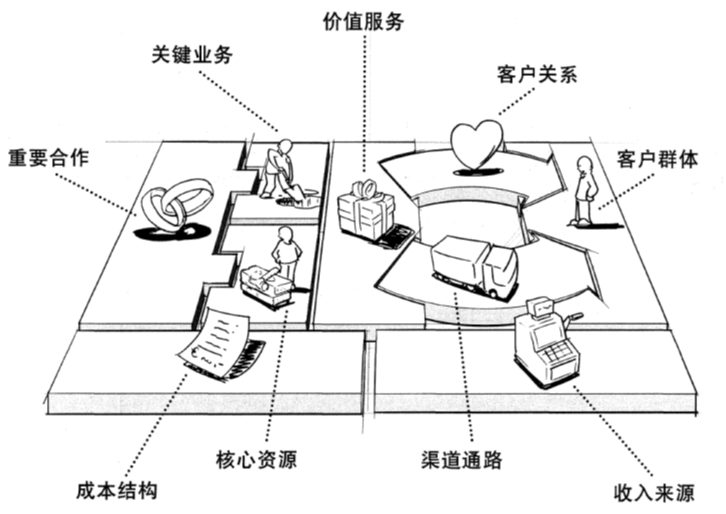 价值服务
关键业务
客户关系
重要合作
客户群体
核心资源
渠道通路
成本结构
收入来源